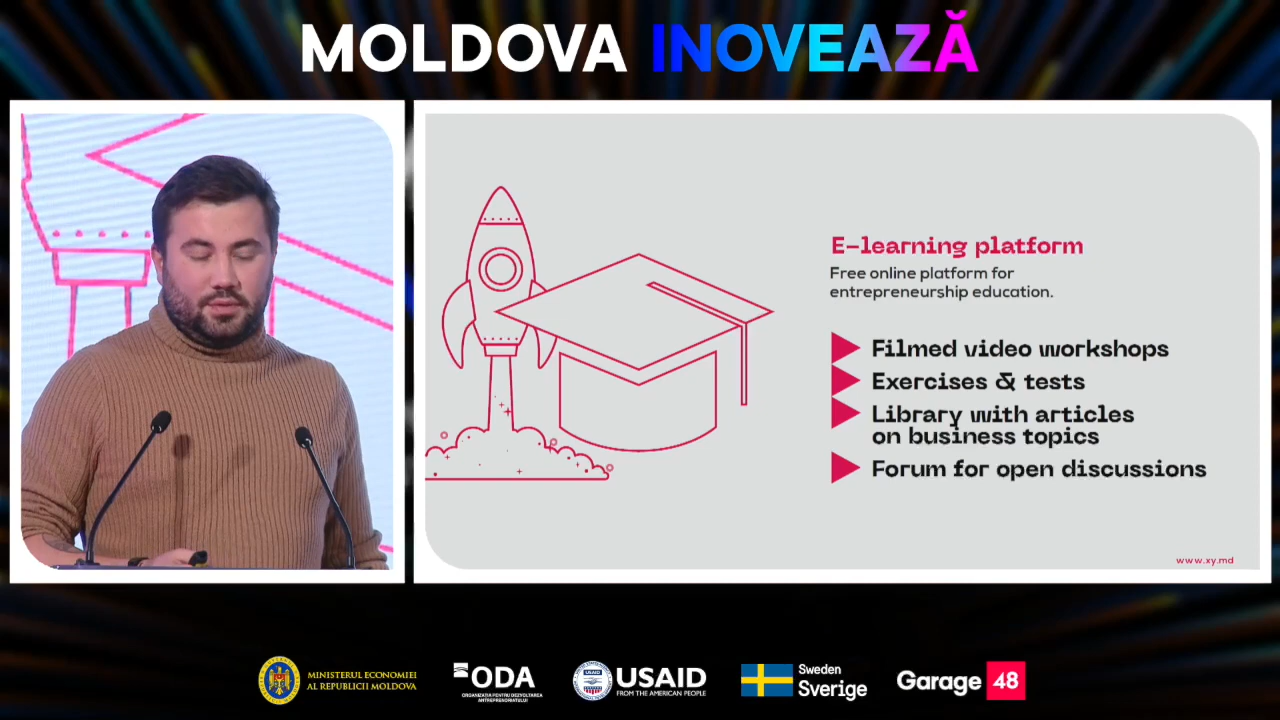 MOLDOVA INOVEAZĂ
E-learning platform
Free online platform for
entrepreneurship education.
Filmed video workshops
Exercises & tests
Library with articles
on business topics
Forum for open discussions
www.xy.md
MINISTERUL ECONOMIEI
AL REPUBLICII MOLDOVA
ODA
ORGANIZAȚIA PENTRU DEZVOLTAREA
ANTREPRENORIATULUI
USAID
USAID
FROM THE AMERICAN PEOPLE
Sweden
Sverige
Garage 48